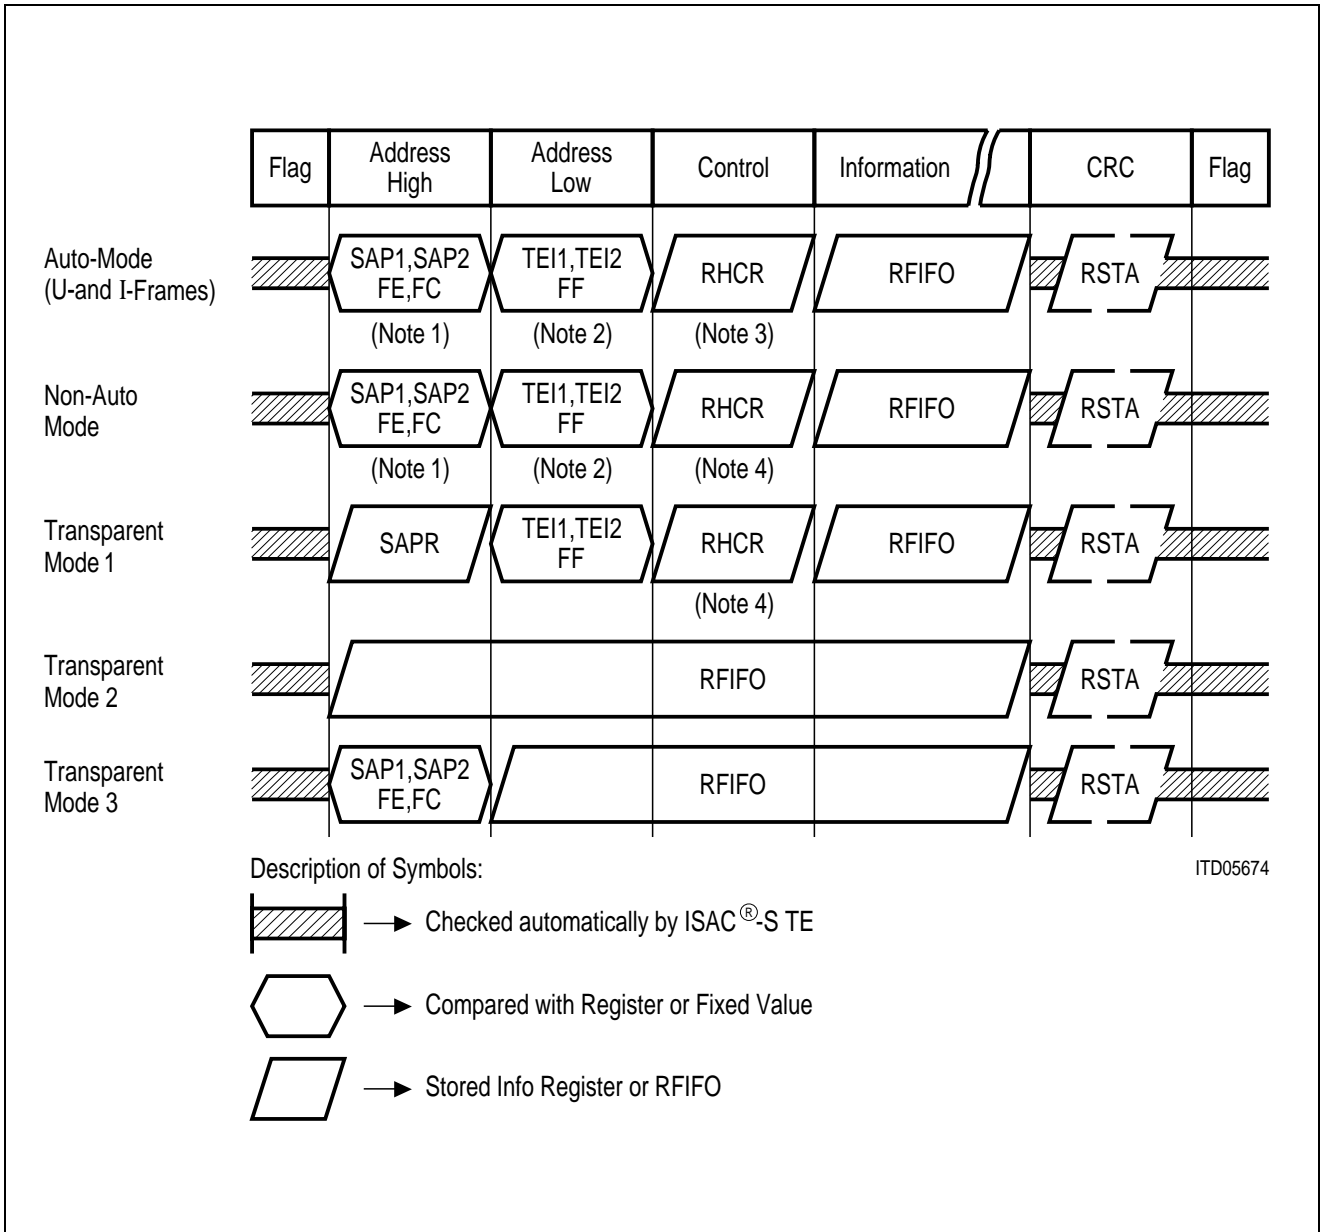 Flag
Address
High
Address
Low
Control
Information
CRC
Flag
Auto-Mode
(U-and I-Frames)
SAP1,SAP2
FE,FC
TEI1,TEI2
FF
RHCR
RFIFO
RSTA
(Note 1)
(Note 2)
(Note 3)
Non-Auto
Mode
SAP1,SAP2
FE,FC
TEI1,TEI2
FF
RHCR
RFIFO
RSTA
(Note 1)
(Note 2)
(Note 4)
Transparent
Mode 1
SAPR
TEI1,TEI2
FF
RHCR
RFIFO
RSTA
(Note 4)
Transparent
Mode 2
RFIFO
RSTA
Transparent
Mode 3
SAP1,SAP2
FE,FC
RFIFO
RSTA
Description of Symbols:
ITD05674
Checked automatically by ISAC®-S TE
Compared with Register or Fixed Value
Stored Info Register or RFIFO